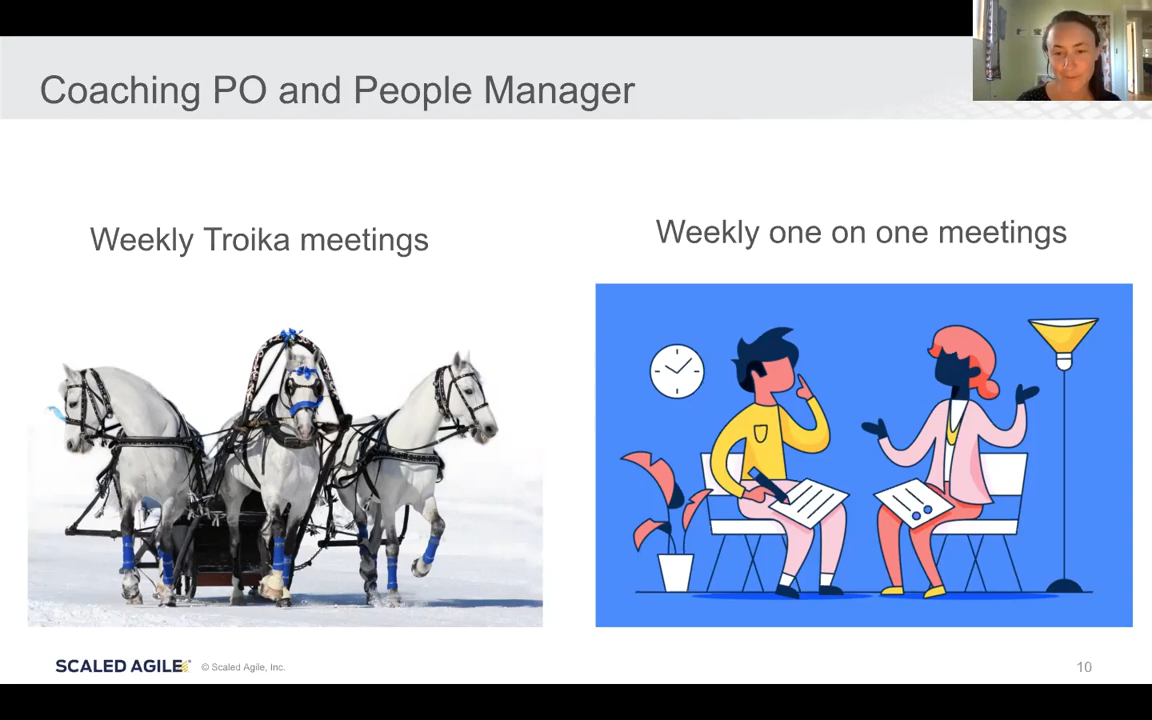 Coaching PO and People Manager
Weekly Troika meetings
Weekly one on one meetings
SCALED AGILE
© Scaled Agile, Inc.
10